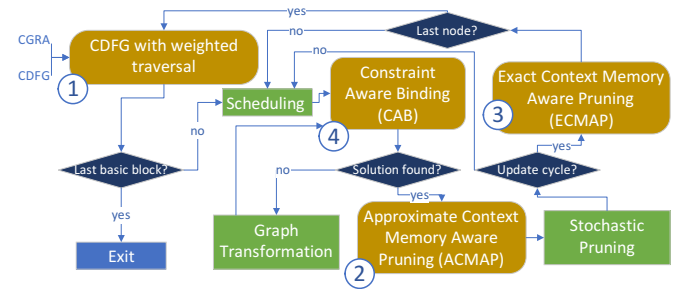 yes
CGRA
CDFG
CDFG with weighted
traversal
1
no
Last node?
no
Constraint
Aware Binding
(CAB)
4
Exact Context Memory
Aware Pruning
(ECMAP)
3
Scheduling
no
yes
Last basic block?
no
Solution found?
Update cycle?
yes
yes
Exit
Graph
Transformation
Approximate Context
Memory Aware
Pruning (ACMAP)
2
Stochastic
Pruning